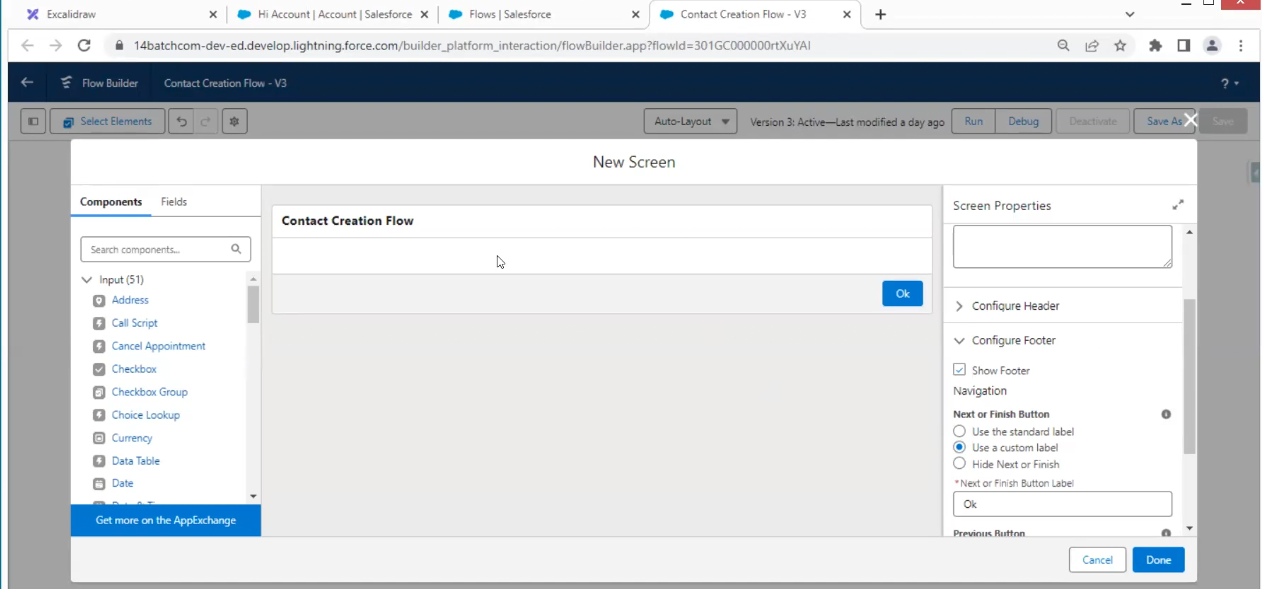 Excalidraw
Hi Account | Account | Salesforce
Flows | Salesforce
Contact Creation Flow - V3
14batchcom-dev-ed.develop.lightning.force.com/builder_platform_interaction/flowBuilder.app?flowId=301GC000000rtXuYAI
Flow Builder
Contact Creation Flow - V3
?
Select Elements
Auto-Layout
Version 3: Active—Last modified a day ago
Run
Debug
Deactivate
Save As
Save
New Screen
Components
Fields
Search components...
Input (51)
Address
Call Script
Cancel Appointment
Checkbox
Checkbox Group
Choice Lookup
Currency
Data Table
Date
Get more on the AppExchange
Contact Creation Flow
Ok
Screen Properties
Configure Header
Configure Footer
Show Footer
Navigation
Next or Finish Button
Use the standard label
Use a custom label
Hide Next or Finish
*Next or Finish Button Label
Ok
Previous Button
Cancel
Done